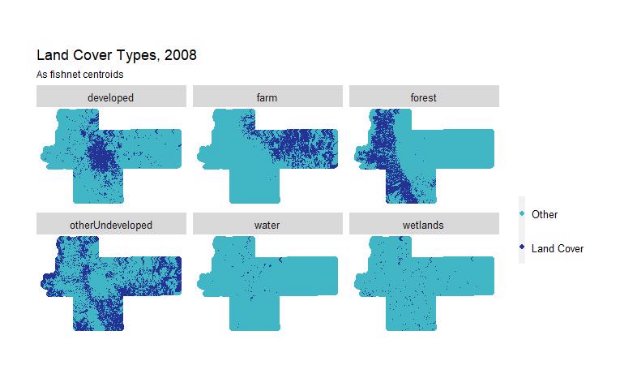 Land Cover Types, 2008
As fishnet centroids
developed
farm
forest
otherUndeveloped
water
wetlands
Other
Land Cover